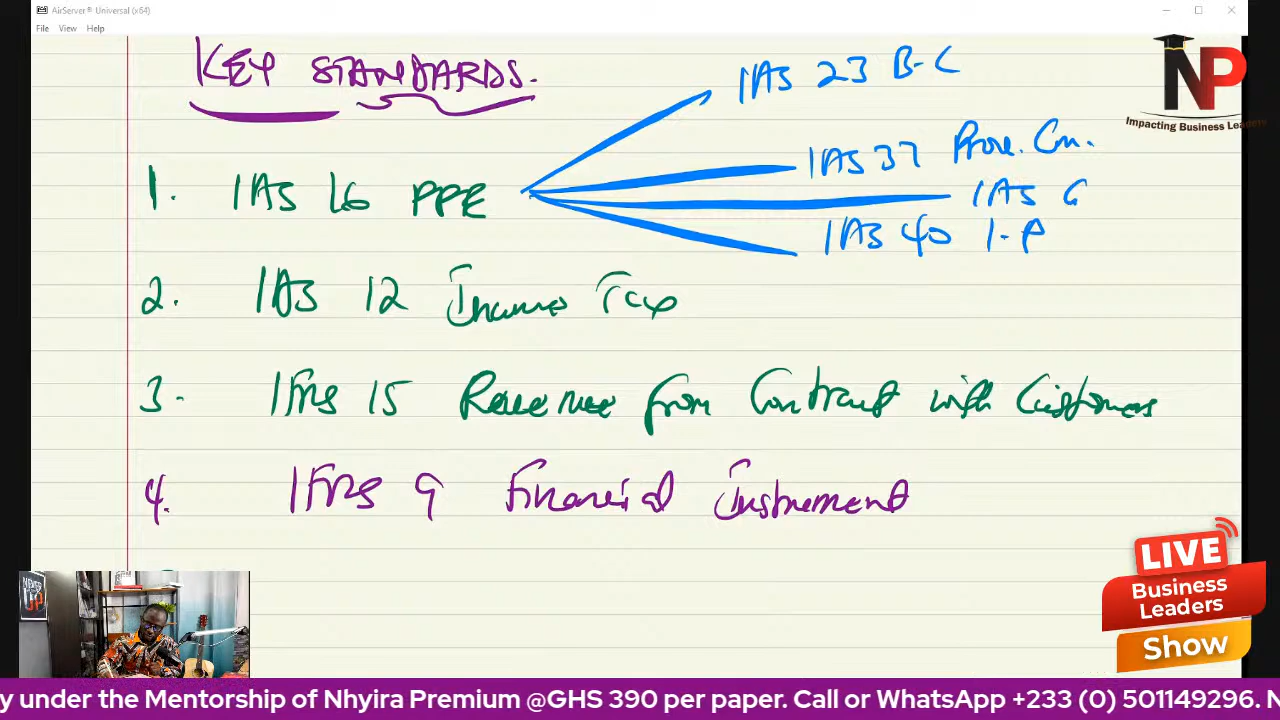 AirServer® Universal (x64)
File View Help
KEY STANDARDS.
IAS 23 B-C
IAS 37 Prov. Con.
1. IAS 16 PPE
IAS 6
IAS 40 I-P
2. IAS 12 Income Tax
3. IFRS 15 Revenue from Contract with Customers
4. IFRS 9 Financial Instrument
NP
Impacting Business Leaders
UP
LIVE
Business
Leaders
Show
y under the Mentorship of Nhyira Premium @GHS 390 per paper. Call or WhatsApp +233 (0) 501149296. N